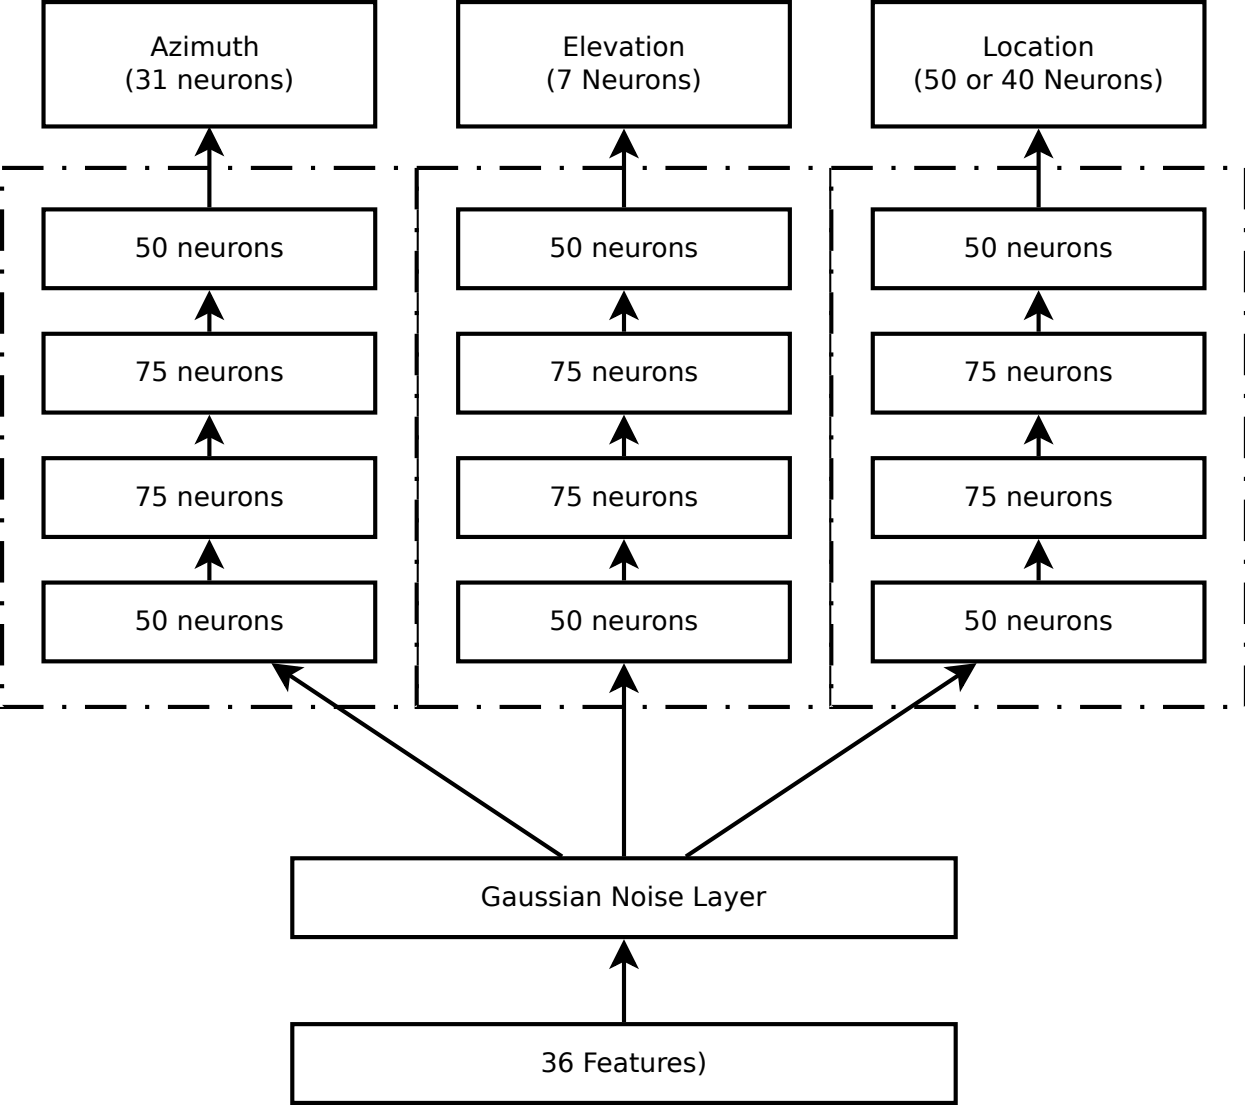 Azimuth
(31 neurons)
Elevation
(7 Neurons)
Location
(50 or 40 Neurons)
50 neurons
50 neurons
50 neurons
75 neurons
75 neurons
75 neurons
75 neurons
75 neurons
75 neurons
50 neurons
50 neurons
50 neurons
Gaussian Noise Layer
36 Features)